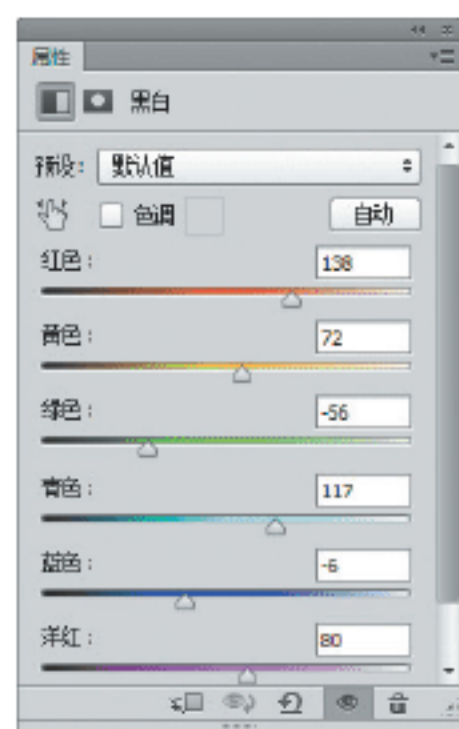 属性
黑白
预设： 默认值
色调 自动
红色： 138
黄色： 72
绿色： -56
青色： 117
蓝色： -6
洋红： 80